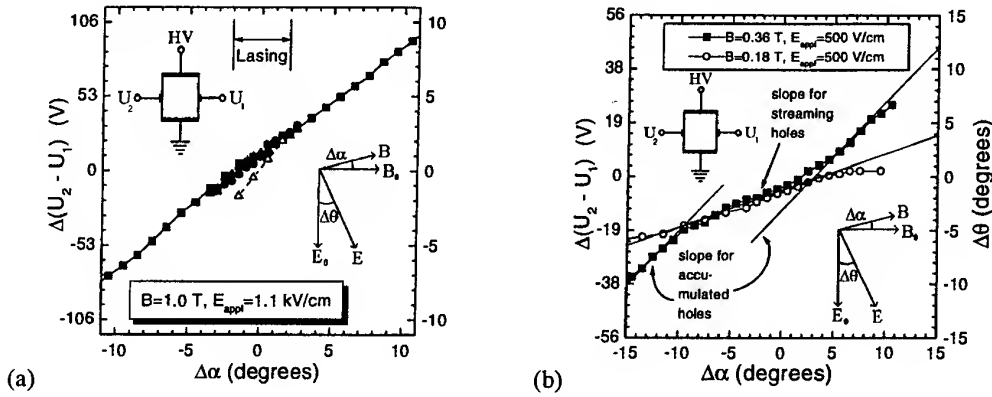 (a)
Δ(U2 - U1) (V)
106
53
0
-53
-106
10
5
0
-5
-10
HV
U2
U1
Lasing
Δα
B
B0
Δθ
E0
E
B=1.0 T, Eappl=1.1 kV/cm
-10
-5
0
5
10
Δα (degrees)
(b)
Δ(U2 - U1) (V)
56
38
19
0
-19
-38
-56
15
10
5
0
-5
-10
-15
Δθ (degrees)
B=0.36 T, Eappl=500 V/cm
B=0.18 T, Eappl=500 V/cm
HV
U2
U1
slope for
streaming
holes
slope for
accu-
mulated
holes
Δα
B
B0
Δθ
E0
E
-15
-10
-5
0
5
10
15
Δα (degrees)